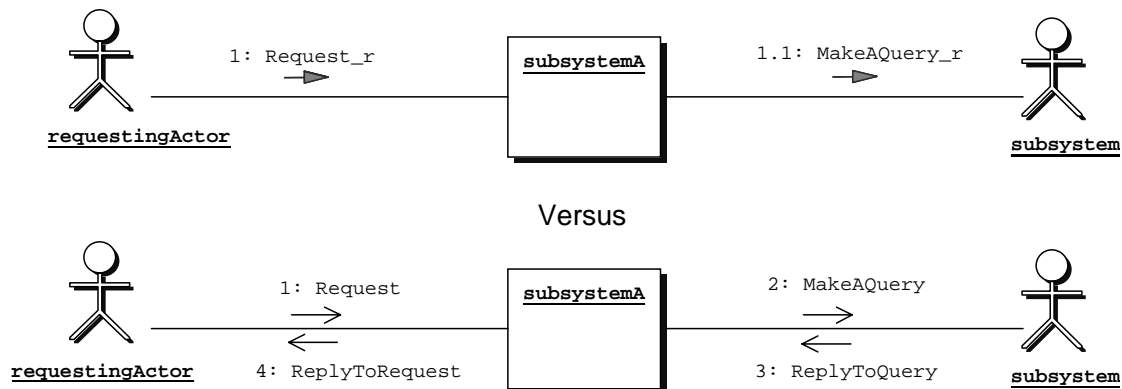 1: Request_r
1.1: MakeAQuery_r
subsystemA
requestingActor
subsystem
Versus
1: Request
2: MakeAQuery
subsystemA
4: ReplyToRequest
3: ReplyToQuery
requestingActor
subsystem